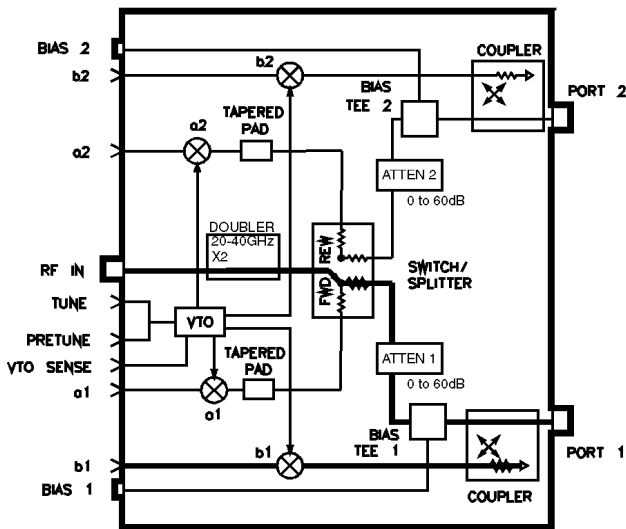 BIAS 2
b2
b2
COUPLER
BIAS
TEE 2
PORT 2
TAPERED
PAD
a2
a2
ATTEN 2
0 to 60dB
DOUBLER
20-40GHz
X2
REW
RF IN
SWITCH/
SPLITTER
FWD
TUNE
VTO
PRETUNE
TAPERED
PAD
VTO SENSE
ATTEN 1
0 to 60dB
a1
a1
BIAS
TEE 1
PORT 1
b1
b1
BIAS 1
COUPLER